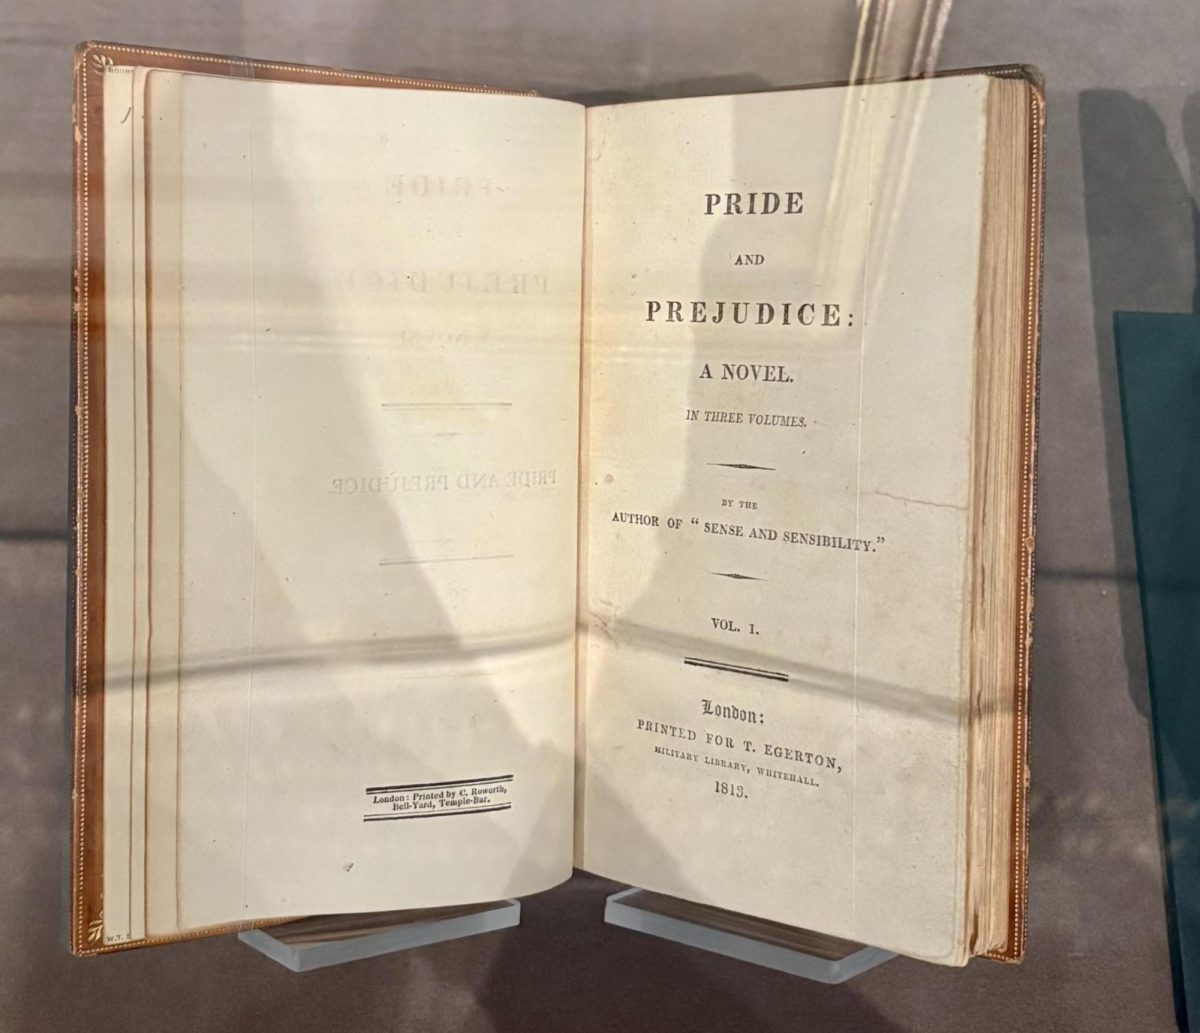 PRIDE AND PREJUDICE.
London: Printed by C. Roworth,
Bell-Yard, Temple-Bar.
PRIDE
AND
PREJUDICE:
A NOVEL.
IN THREE VOLUMES.
BY THE
AUTHOR OF “ SENSE AND SENSIBILITY.”
VOL. I.
London:
PRINTED FOR T. EGERTON,
MILITARY LIBRARY, WHITEHALL.
1813.